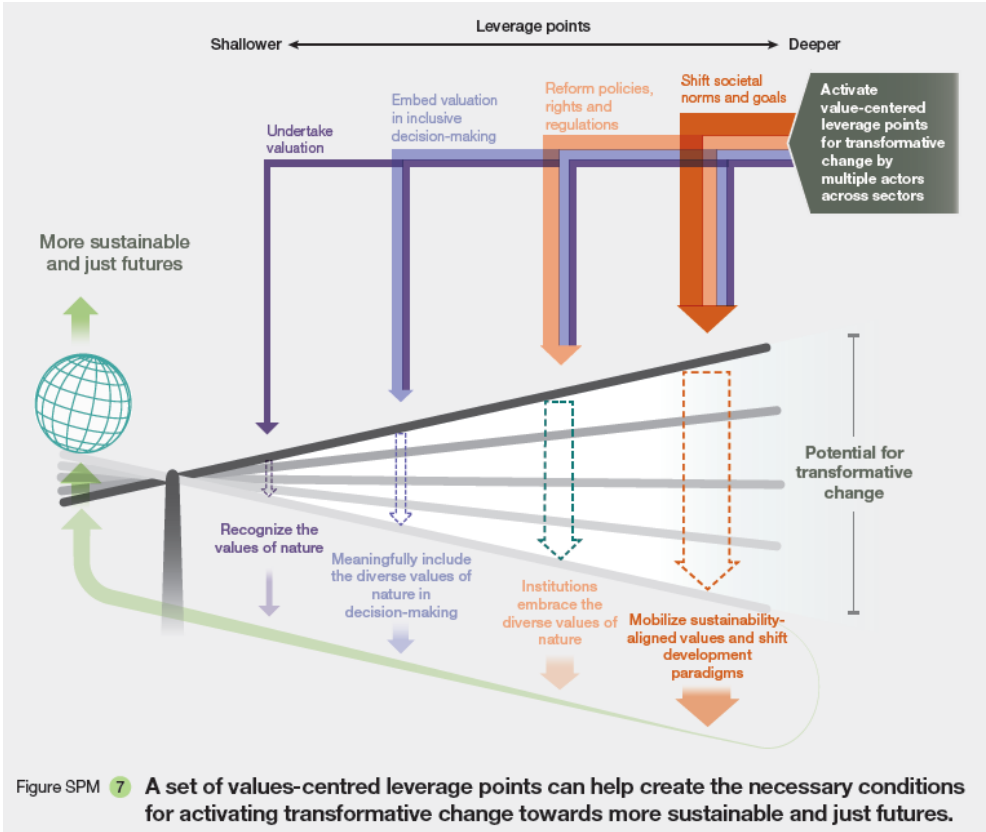 Leverage points
Shallower
Deeper
Undertake
valuation
Embed valuation
in inclusive
decision-making
Reform policies,
rights and
regulations
Shift societal
norms and goals
Activate
value-centered
leverage points
for transformative
change by
multiple actors
across sectors
More sustainable
and just futures
Potential for
transformative
change
Recognize the
values of nature
Meaningfully include
the diverse values of
nature in
decision-making
Institutions
embrace the
diverse values of
nature
Mobilize sustainability-
aligned values and shift
development
paradigms
Figure SPM 7 A set of values-centred leverage points can help create the necessary conditions
for activating transformative change towards more sustainable and just futures.